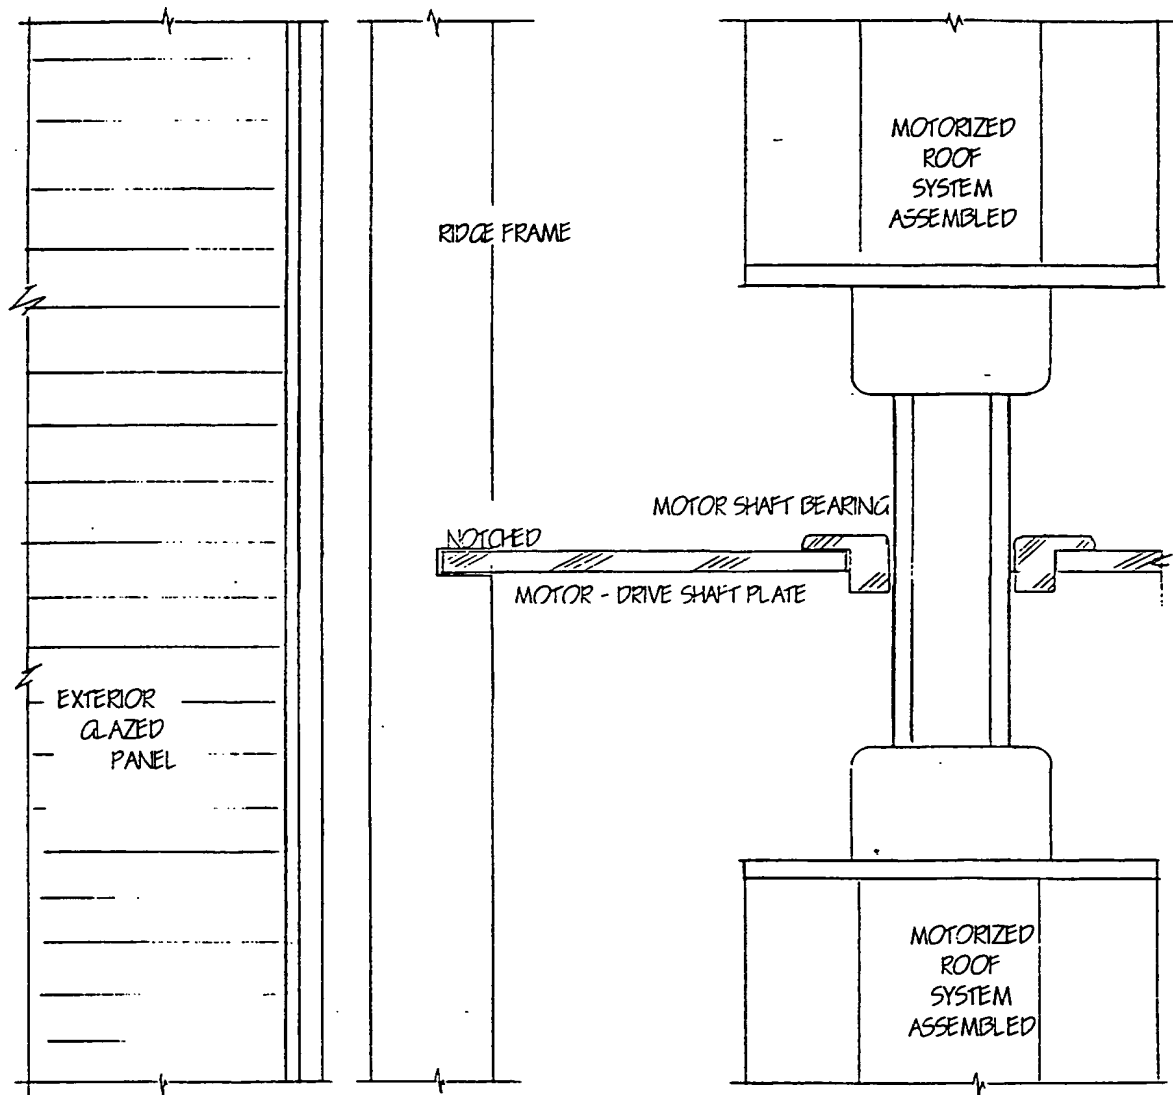 MOTORIZED
ROOF
SYSTEM
ASSEMBLED
RIDGE FRAME
MOTOR SHAFT BEARING
NOTCHED
MOTOR - DRIVE SHAFT PLATE
EXTERIOR
GLAZED
PANEL
MOTORIZED
ROOF
SYSTEM
ASSEMBLED